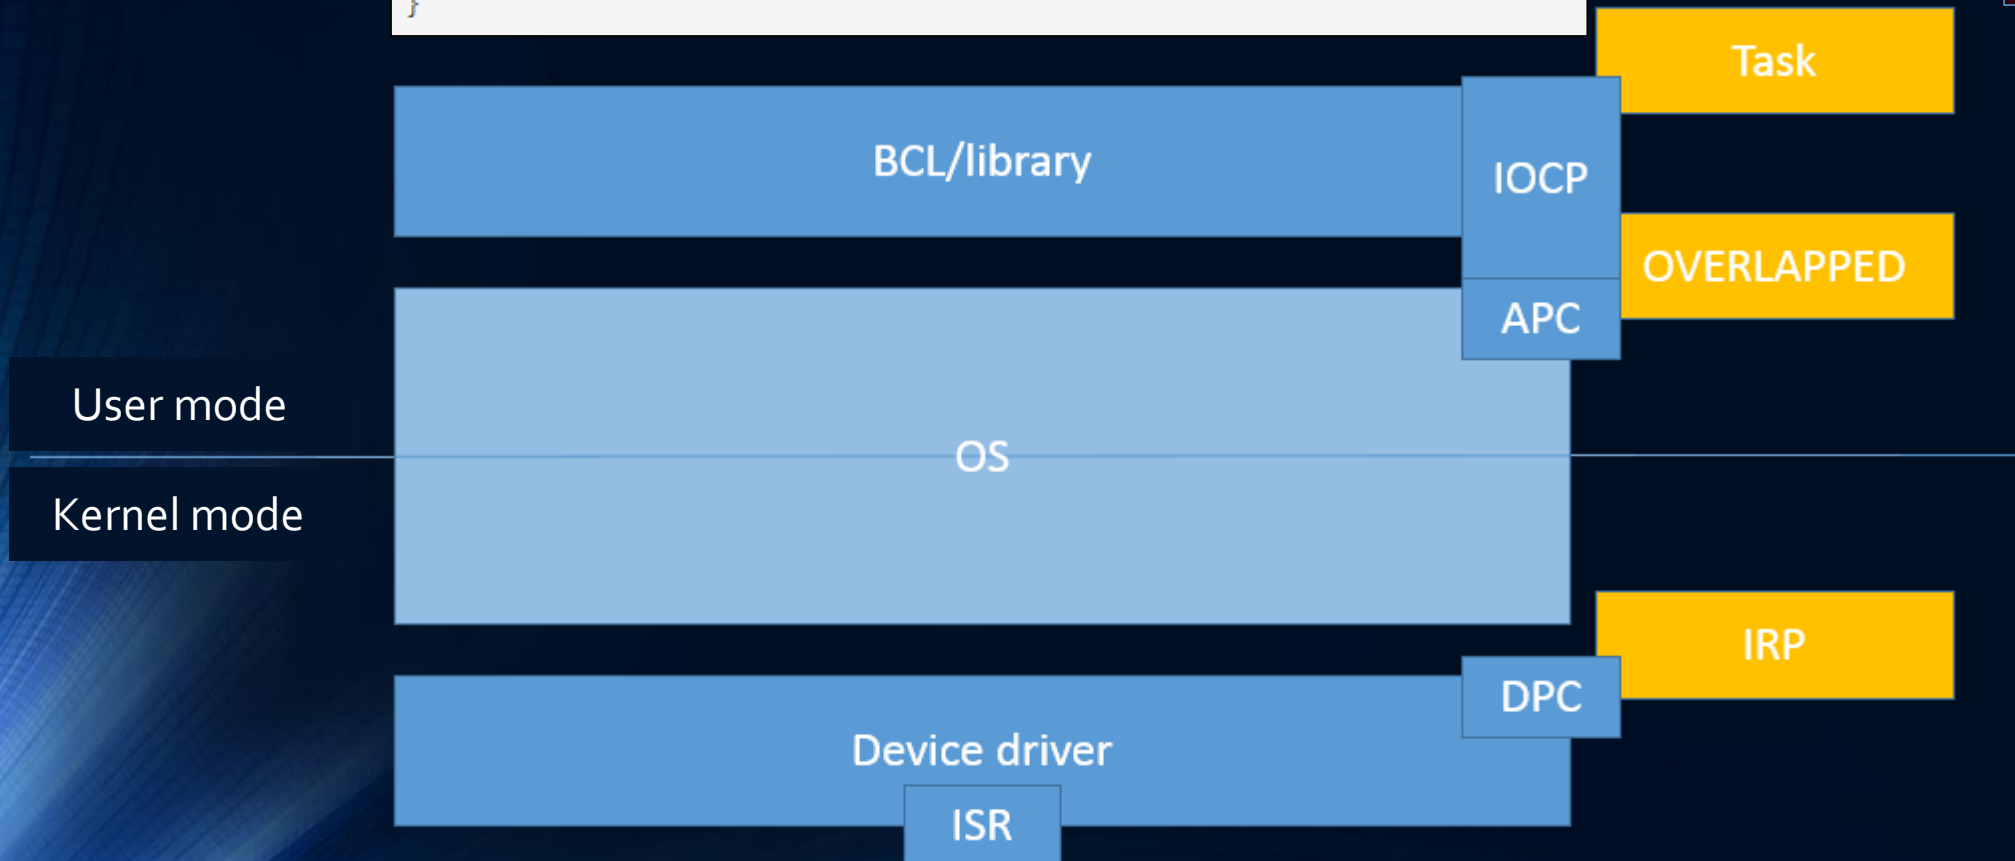 }
Task
BCL/library
IOCP
OVERLAPPED
APC
User mode
OS
Kernel mode
IRP
DPC
Device driver
ISR